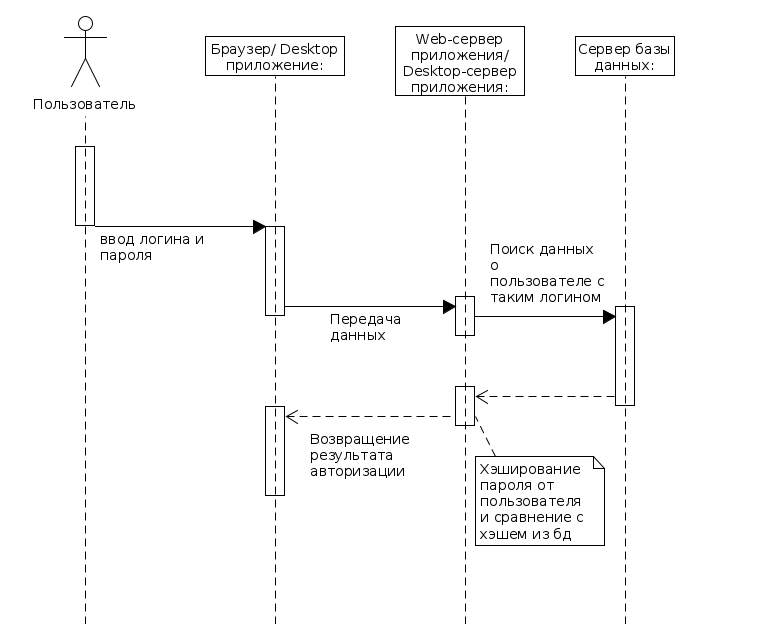 Пользователь
Браузер/ Desktop
приложение:
Web-сервер
приложения/
Desktop-сервер
приложения:
Сервер базы
данных:
ввод логина и
пароля
Передача
данных
Поиск данных
о
пользователе с
таким логином
Возвращение
результата
авторизации
Хэширование
пароля от
пользователя
и сравнение с
хэшем из бд